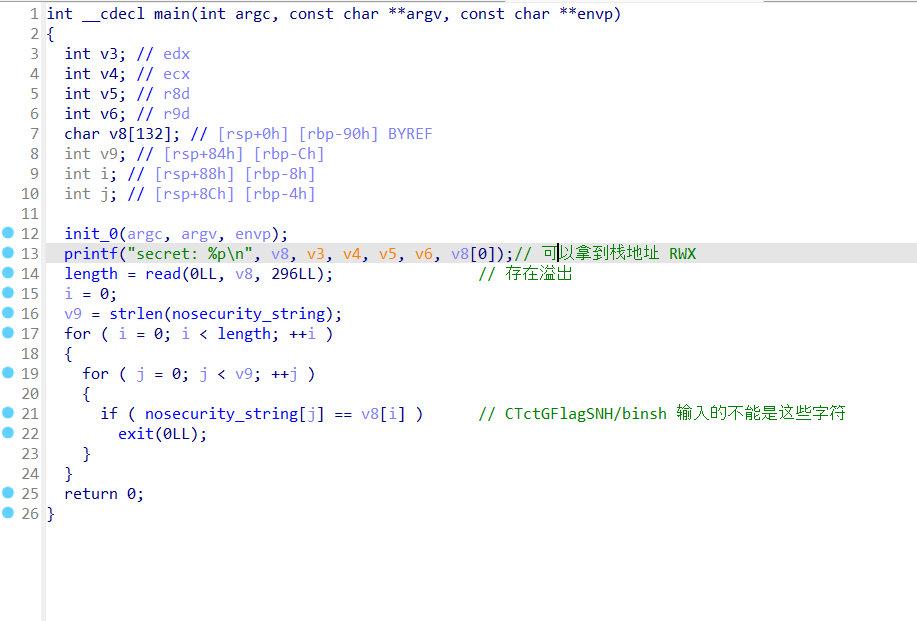 1 int __cdecl main(int argc, const char **argv, const char **envp)
2 {
3 int v3; // edx
4 int v4; // ecx
5 int v5; // r8d
6 int v6; // r9d
7 char v8[132]; // [rsp+0h] [rbp-90h] BYREF
8 int v9; // [rsp+84h] [rbp-Ch]
9 int i; // [rsp+88h] [rbp-8h]
10 int j; // [rsp+8Ch] [rbp-4h]
11
12 init_0(argc, argv, envp);
13 printf("secret: %p\n", v8, v3, v4, v5, v6, v8[0]);// 可以拿到栈地址 RWX
14 length = read(0LL, v8, 296LL); // 存在溢出
15 i = 0;
16 v9 = strlen(nosecurity_string);
17 for ( i = 0; i < length; ++i )
18 {
19 for ( j = 0; j < v9; ++j )
20 {
21 if ( nosecurity_string[j] == v8[i] ) // CTctGFlagSNH/binsh 输入的不能是这些字符
22 exit(0LL);
23 }
24 }
25 return 0;
26 }